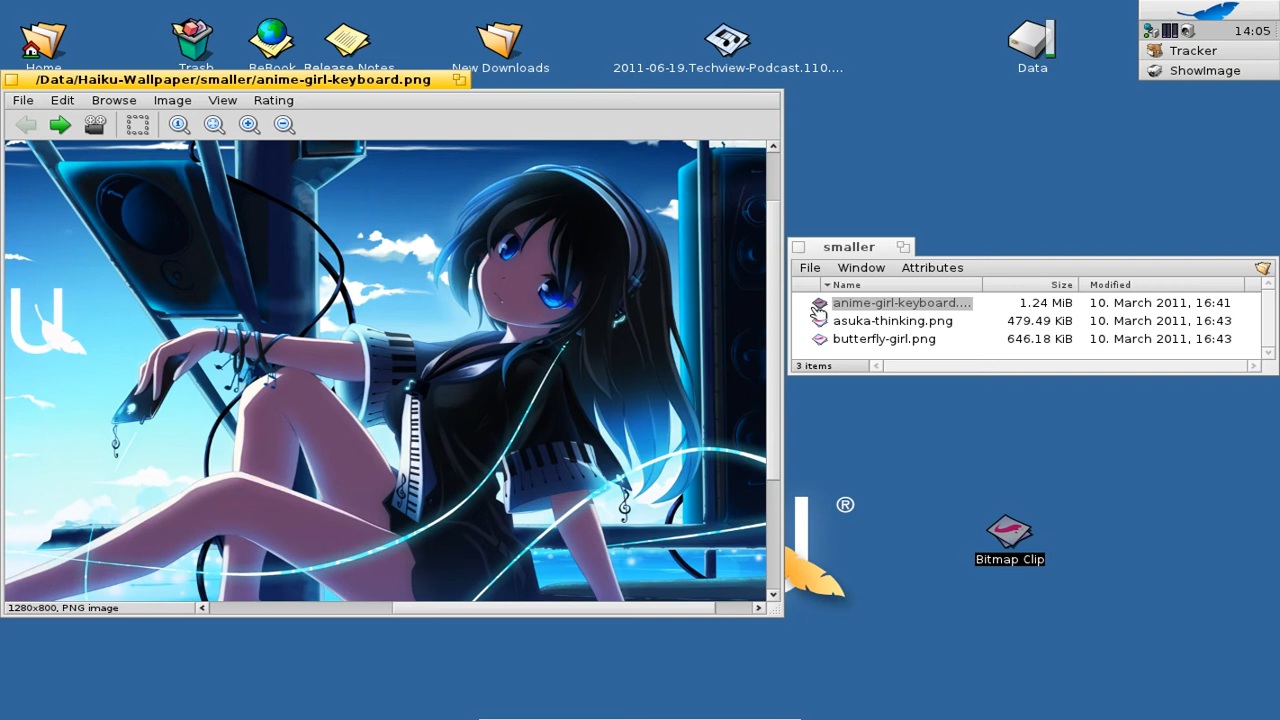 Home
Trash
BeBook
Release Notes
New Downloads
2011-06-19.Techview-Podcast.110....
Data
14:05
Tracker
ShowImage
/Data/Haiku-Wallpaper/smaller/anime-girl-keyboard.png
File Edit Browse Image View Rating
U
1280x800, PNG image
smaller
File Window Attributes
Name Size Modified
anime-girl-keyboard.... 1.24 MiB 10. March 2011, 16:41
asuka-thinking.png 479.49 KiB 10. March 2011, 16:43
butterfly-girl.png 646.18 KiB 10. March 2011, 16:43
3 items
®
Bitmap Clip